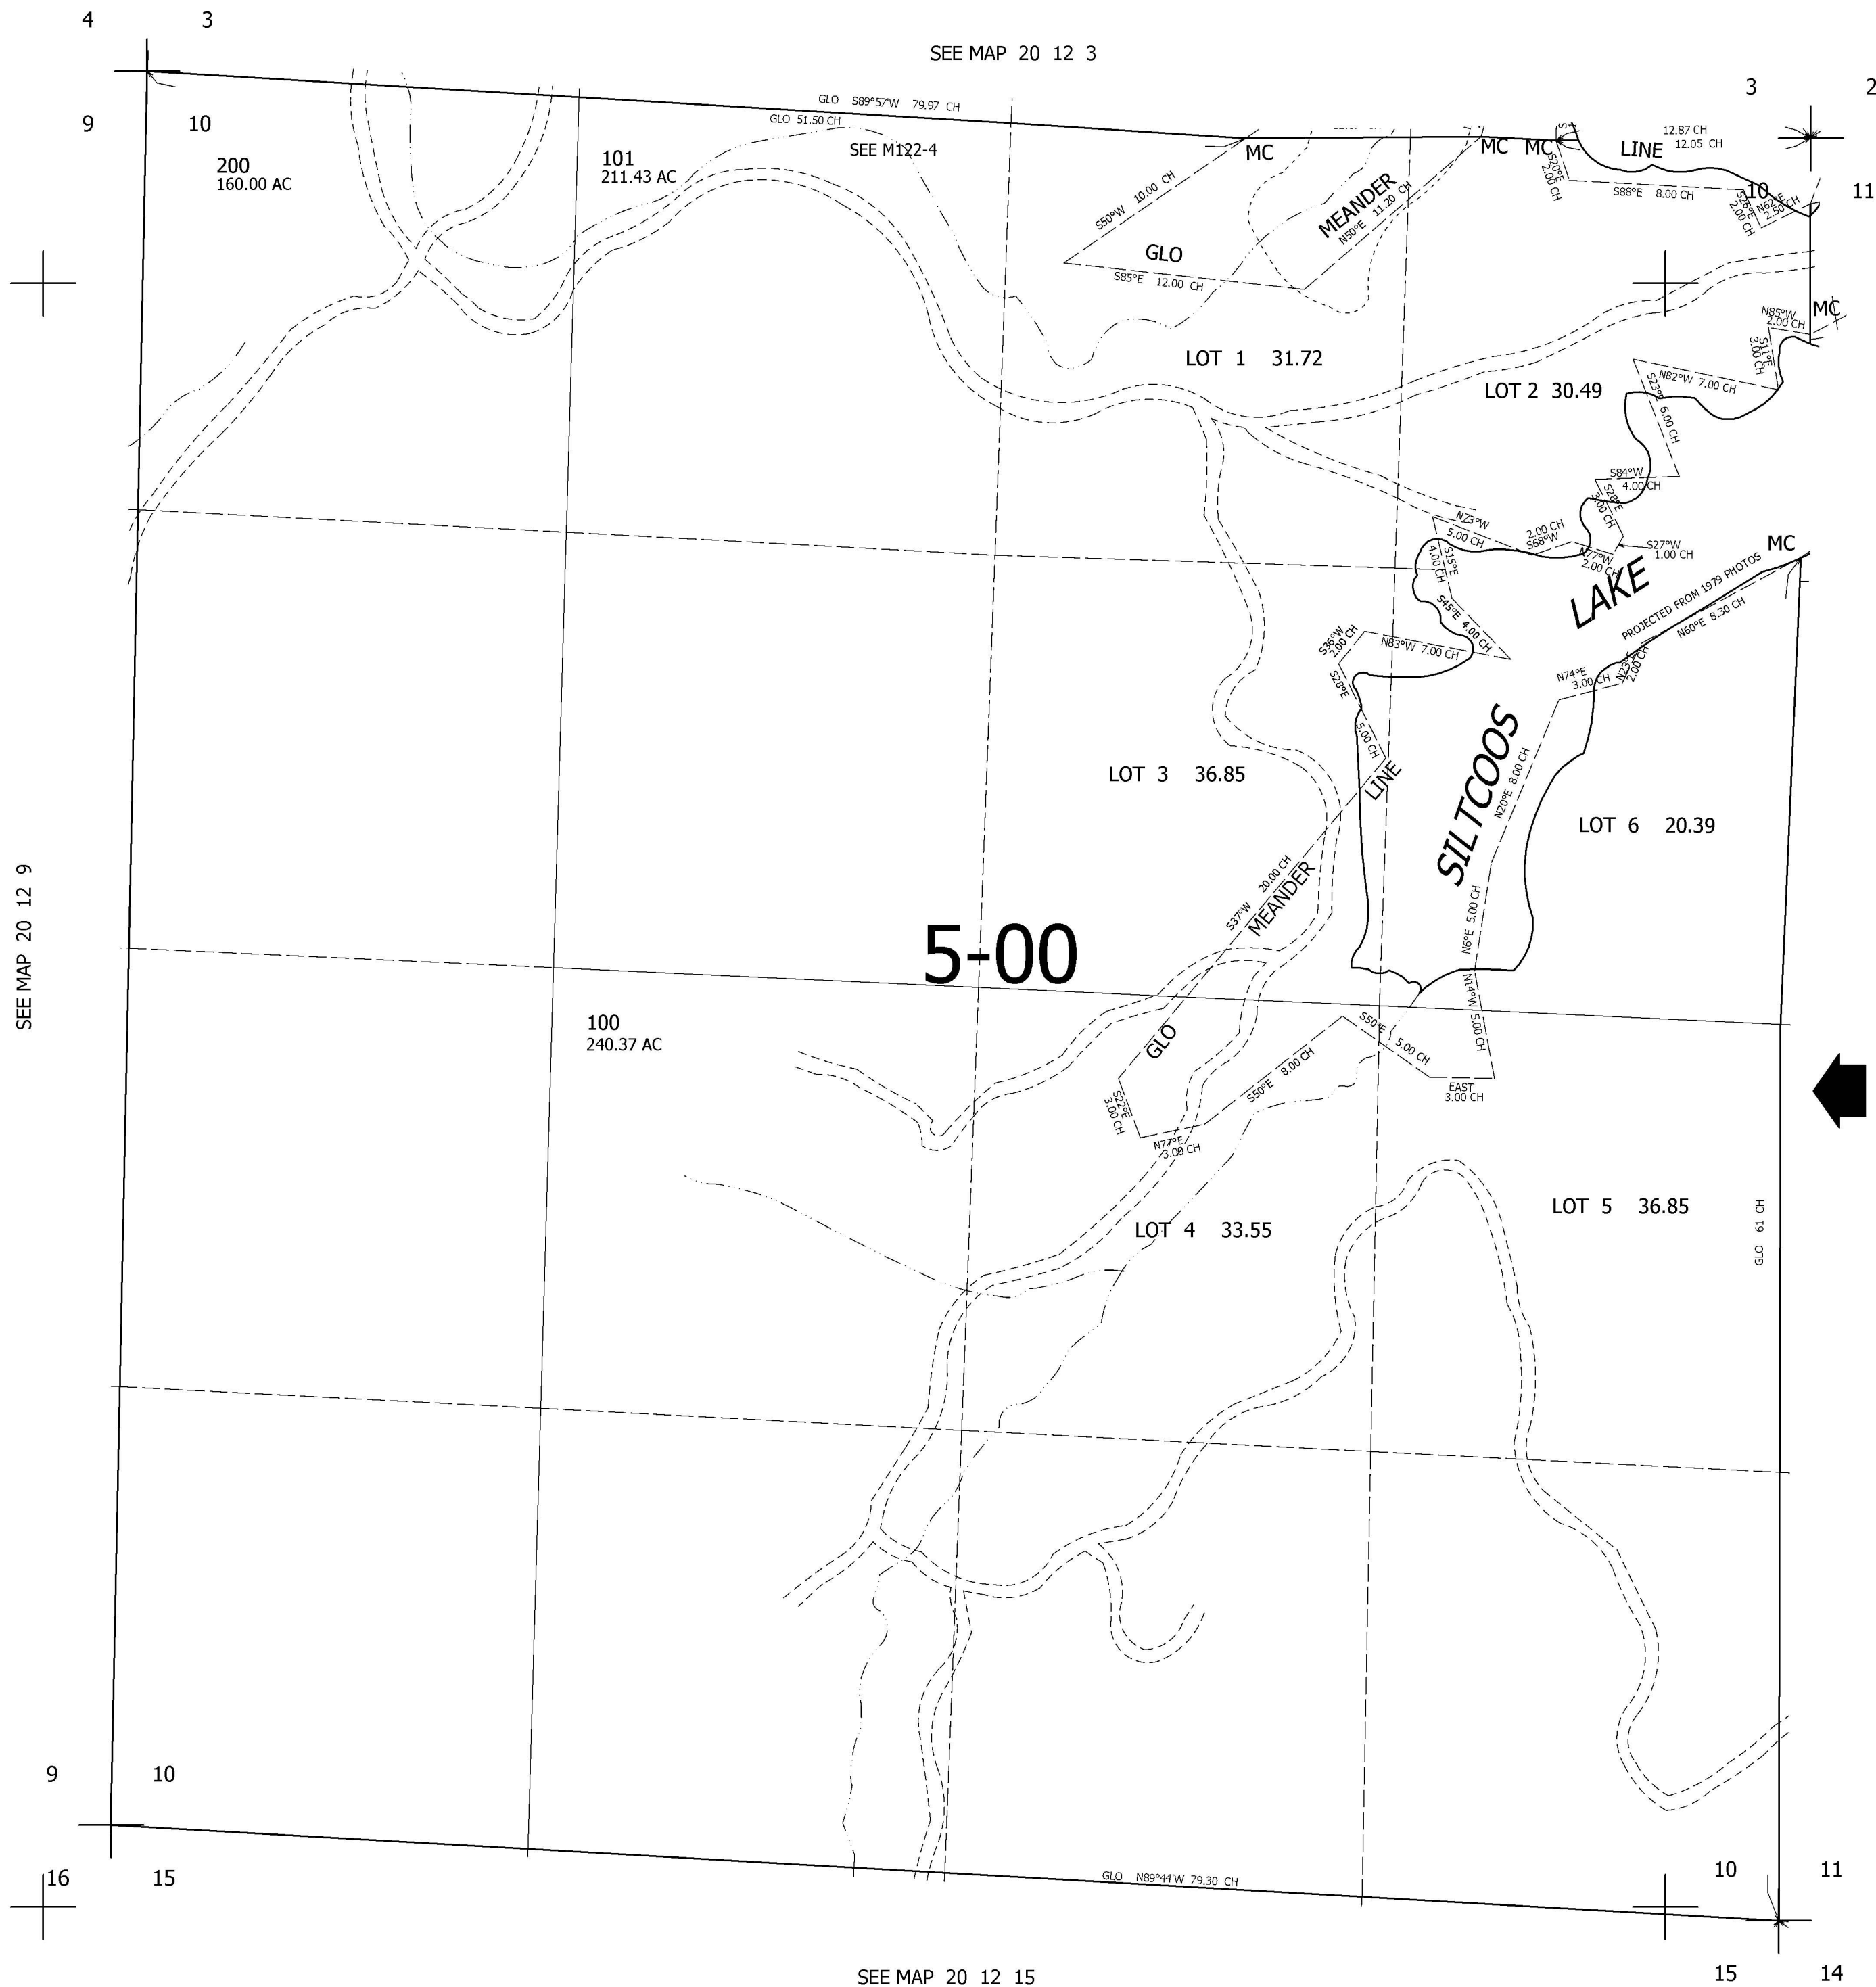 4 3
SEE MAP 20 12 3
3 2
9 10
GLO S89°57'W 79.97 CH
GLO 51.50 CH
SEE M122-4
200
160.00 AC
101
211.43 AC
MC
MC
MC
LINE
12.87 CH
12.05 CH
10 11
S20°E
2.00 CH
S88°E 8.00 CH
S26°E
2.00 CH
N62°E
2.50 CH
S50°W 10.00 CH
MEANDER
N50°E 11.20 CH
GLO
S85°E 12.00 CH
MC
N85°W
2.00 CH
S11°E
3.00 CH
LOT 1 31.72
LOT 2 30.49
N82°W 7.00 CH
S23°E 6.00 CH
S84°W
4.00 CH
S28°E
3.00 CH
N73°W
5.00 CH
2.00 CH
S68°W
N77°W
2.00 CH
S27°W
1.00 CH
MC
S15°E
4.00 CH
LAKE
PROJECTED FROM 1979 PHOTOS
N60°E 8.30 CH
S45°E 4.00 CH
S36°W
2.00 CH
N83°W 7.00 CH
S28°E
5.00 CH
N74°E
3.00 CH
N23°E
2.00 CH
SILTCOOS
LOT 3 36.85
LINE
N20°E 8.00 CH
LOT 6 20.39
S37°W 20.00 CH
MEANDER
SEE MAP 20 12 9
5-00
N6°E 5.00 CH
N14°W 5.00 CH
100
240.37 AC
GLO
S50°E
5.00 CH
S50°E 8.00 CH
EAST
3.00 CH
S22°E
3.00 CH
N77°E
3.00 CH
LOT 5 36.85
LOT 4 33.55
GLO 61 CH
9 10
16 15
GLO N89°44'W 79.30 CH
10 11
SEE MAP 20 12 15
15 14